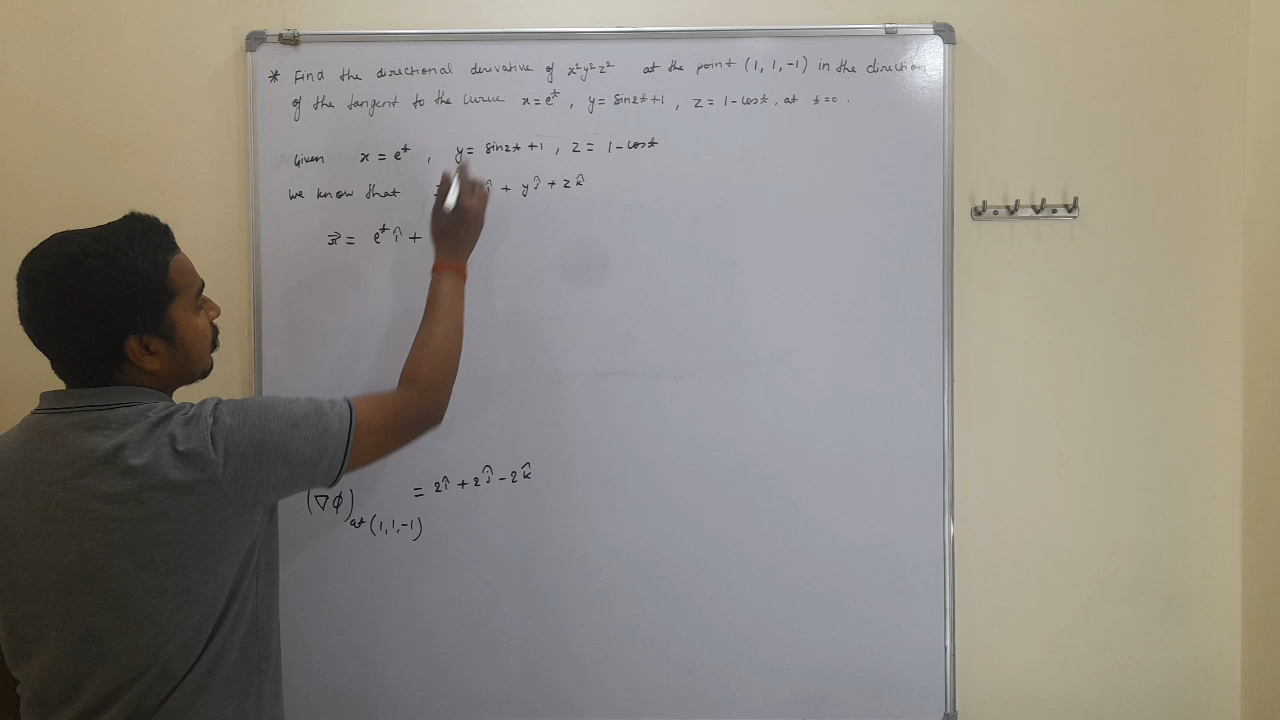 * Find the directional derivative of x²y²z² at the point (1, 1, -1) in the direction
of the tangent to the curve x = eᵗ, y = sin2t+1, z = 1-cost, at t=0.
Given x = eᵗ, y = sin2t+1, z = 1-cost
we know that î + yĵ + zk̂
r⃗ = eᵗ î +
(∇φ) at (1,1,-1) = 2î + 2ĵ - 2k̂